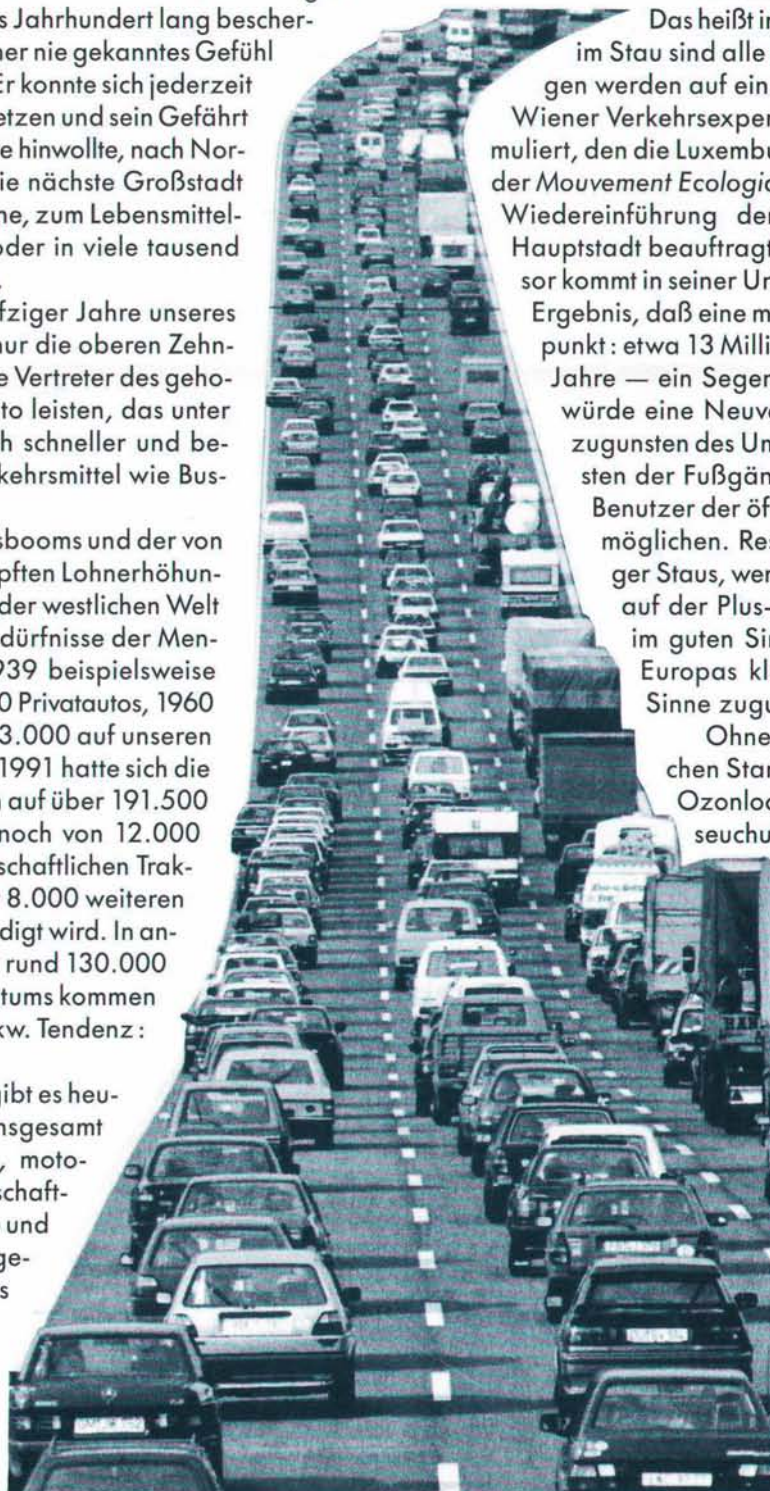 s Jahrhundert lang bescher-
her nie gekanntes Gefühl
Er konnte sich jederzeit
etzen und sein Gefährt
e hinwollte, nach Nor-
ie nächste Großstadt
ne, zum Lebensmittel-
oder in viele tausend
fziger Jahre unseres
nur die oberen Zehn-
e Vertreter des geho-
to leisten, das unter
h schneller und be-
kehrsmittel wie Bus-
sbooms und der von
pften Lohnerhöhun-
der westlichen Welt
dürfnisse der Men-
939 beispielsweise
0 Privatautos, 1960
3.000 auf unseren
1991 hatte sich die
n auf über 191.500
noch von 12.000
schaftlichen Trak-
r 8.000 weiteren
digt wird. In an-
rund 130.000
tums kommen
kw. Tendenz:
gibt es heu-
nsgesamt
, moto-
schaft-
und
ge-
s
Das heißt in
im Stau sind alle
gen werden auf ein
Wiener Verkehrsexper
muliert, den die Luxembu
der Mouvement Ecologic
Wiedereinführung der
Hauptstadt beauftragt
sor kommt in seiner Un
Ergebnis, daß eine m
punkt: etwa 13 Milli
Jahre — ein Segen
würde eine Neuve
zugunsten des Um
sten der Fußgän
Benutzer der öf
möglichen. Res
ger Staus, wer
auf der Plus-
im guten Sin
Europas kl
Sinne zugu
Ohne
chen Star
Ozonloc
seuchu